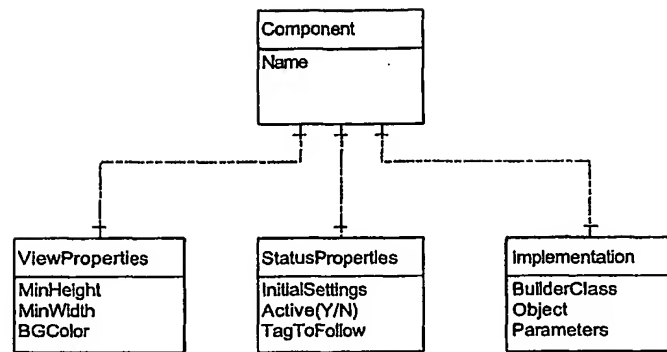 Component
Name
ViewProperties
MinHeight
MinWidth
BGColor
StatusProperties
InitialSettings
Active(Y/N)
TagToFollow
Implementation
BuilderClass
Object
Parameters